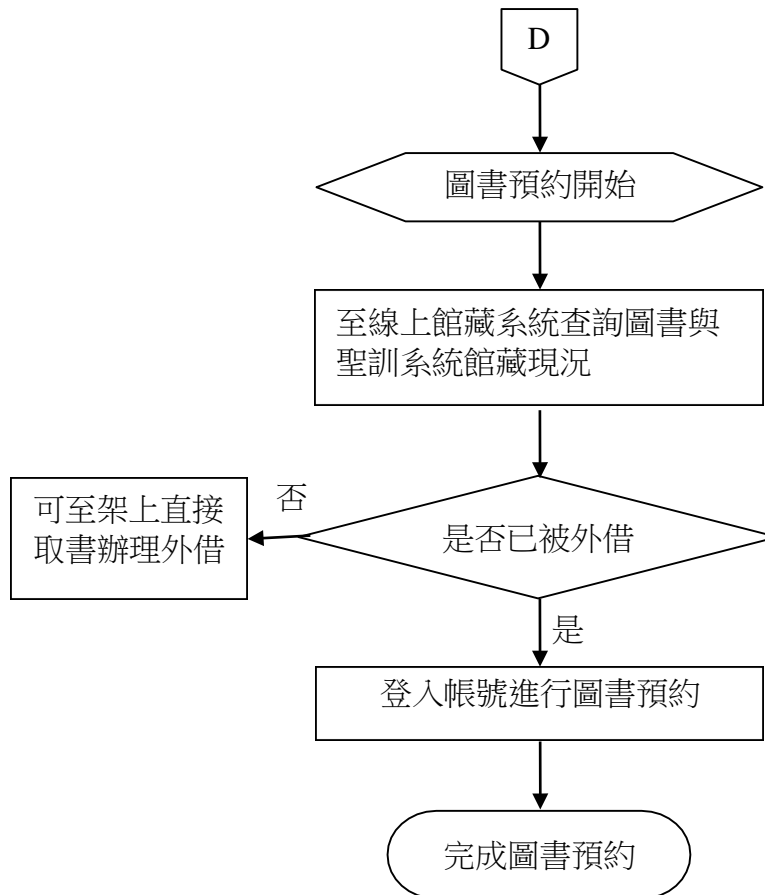 D
圖書預約開始
至線上館藏系統查詢圖書與
聖訓系統館藏現況
可至架上直接
取書辦理外借
否
是否已被外借
是
登入帳號進行圖書預約
完成圖書預約